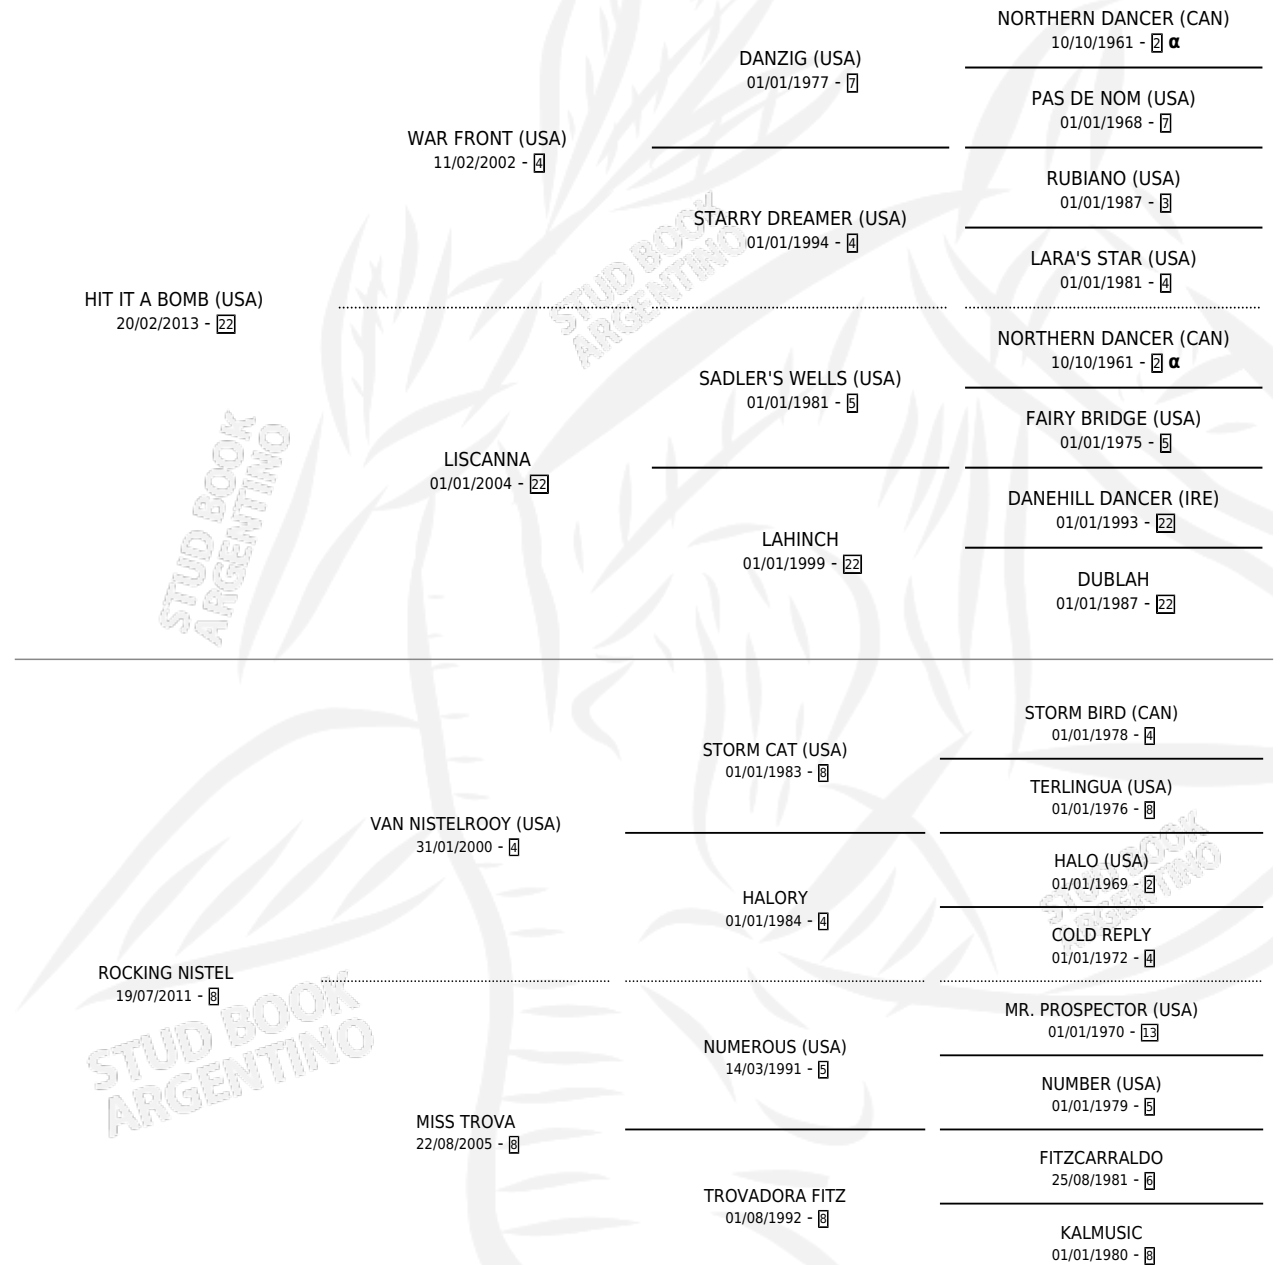 NORTHERN DANCER (CAN)
10/10/1961 - 2 α
DANZIG (USA)
01/01/1977 - 7
PAS DE NOM (USA)
01/01/1968 - 7
WAR FRONT (USA)
11/02/2002 - 4
RUBIANO (USA)
01/01/1987 - 3
STARRY DREAMER (USA)
01/01/1994 - 4
LARA'S STAR (USA)
01/01/1981 - 4
HIT IT A BOMB (USA)
20/02/2013 - 22
NORTHERN DANCER (CAN)
10/10/1961 - 2 α
SADLER'S WELLS (USA)
01/01/1981 - 5
FAIRY BRIDGE (USA)
01/01/1975 - 5
LISCANNA
01/01/2004 - 22
DANEHILL DANCER (IRE)
01/01/1993 - 22
LAHINCH
01/01/1999 - 22
DUBLAH
01/01/1987 - 22
STORM BIRD (CAN)
01/01/1978 - 4
STORM CAT (USA)
01/01/1983 - 8
TERLINGUA (USA)
01/01/1976 - 8
VAN NISTELROOY (USA)
31/01/2000 - 4
HALO (USA)
01/01/1969 - 2
HALORY
01/01/1984 - 4
COLD REPLY
01/01/1972 - 4
ROCKING NISTEL
19/07/2011 - 8
MR. PROSPECTOR (USA)
01/01/1970 - 13
NUMEROUS (USA)
14/03/1991 - 5
NUMBER (USA)
01/01/1979 - 5
MISS TROVA
22/08/2005 - 8
FITZCARRALDO
25/08/1981 - 6
TROVADORA FITZ
01/08/1992 - 8
KALMUSIC
01/01/1980 - 8
STUD BOOK
ARGENTINO
STUD BOOK
ARGENTINO
STUD BOOK
ARGENTINO
STUD BOOK
ARGENTINO